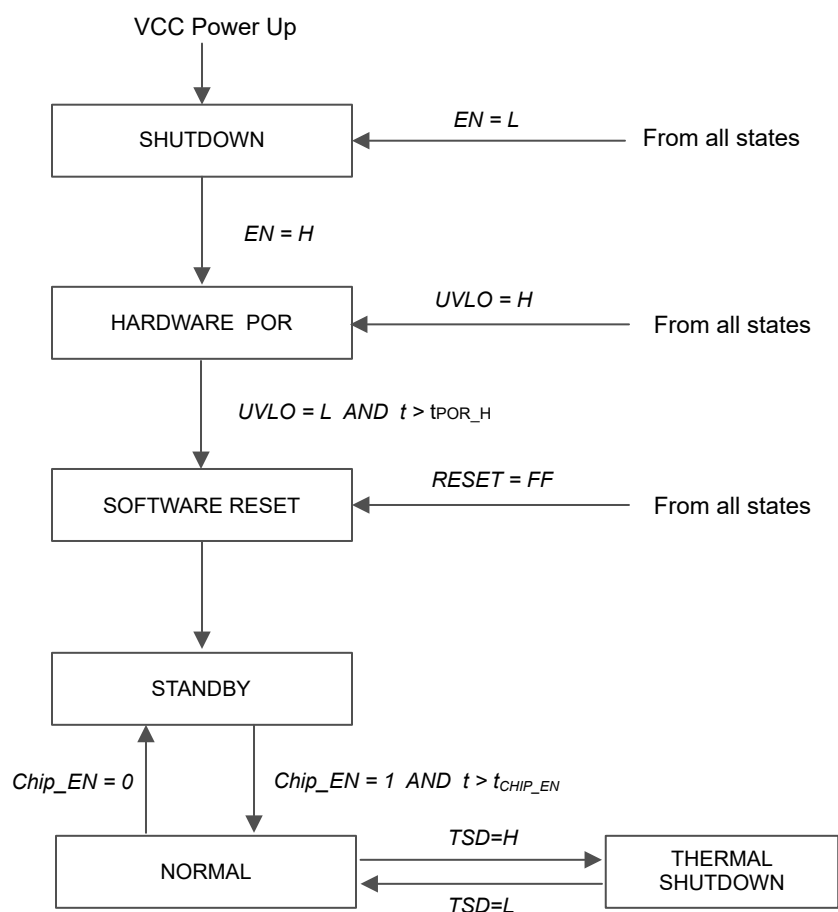 VCC Power Up
SHUTDOWN
EN = L
From all states
EN = H
HARDWARE POR
UVLO = H
From all states
UVLO = L AND t > tPOR_H
SOFTWARE RESET
RESET = FF
From all states
STANDBY
Chip_EN = 0
Chip_EN = 1 AND t > tCHIP_EN
NORMAL
TSD=H
TSD=L
THERMAL
SHUTDOWN